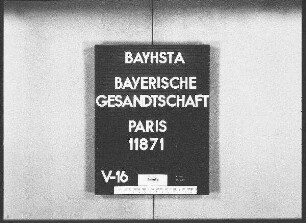 BAYHSTA
BAYERISCHE
GESANDTSCHAFT
PARIS
11871
V-16